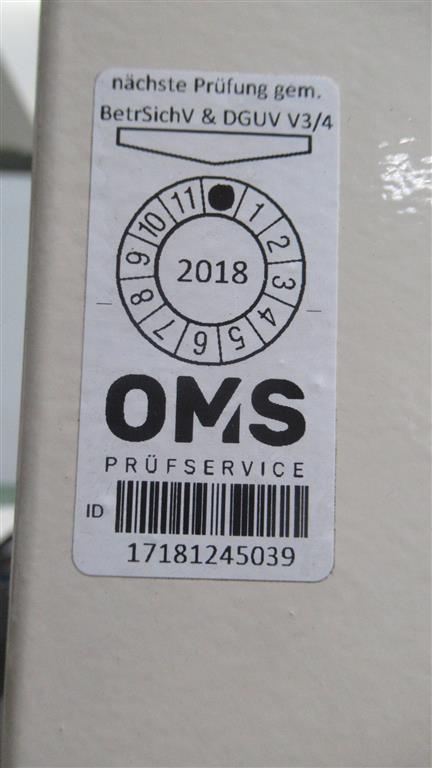 nächste Prüfung gem.
BetrSichV & DGUV V3/4
1
2
3
4
5
6
7
8
9
10
11
2018
OMS
PRÜFSERVICE
ID
17181245039